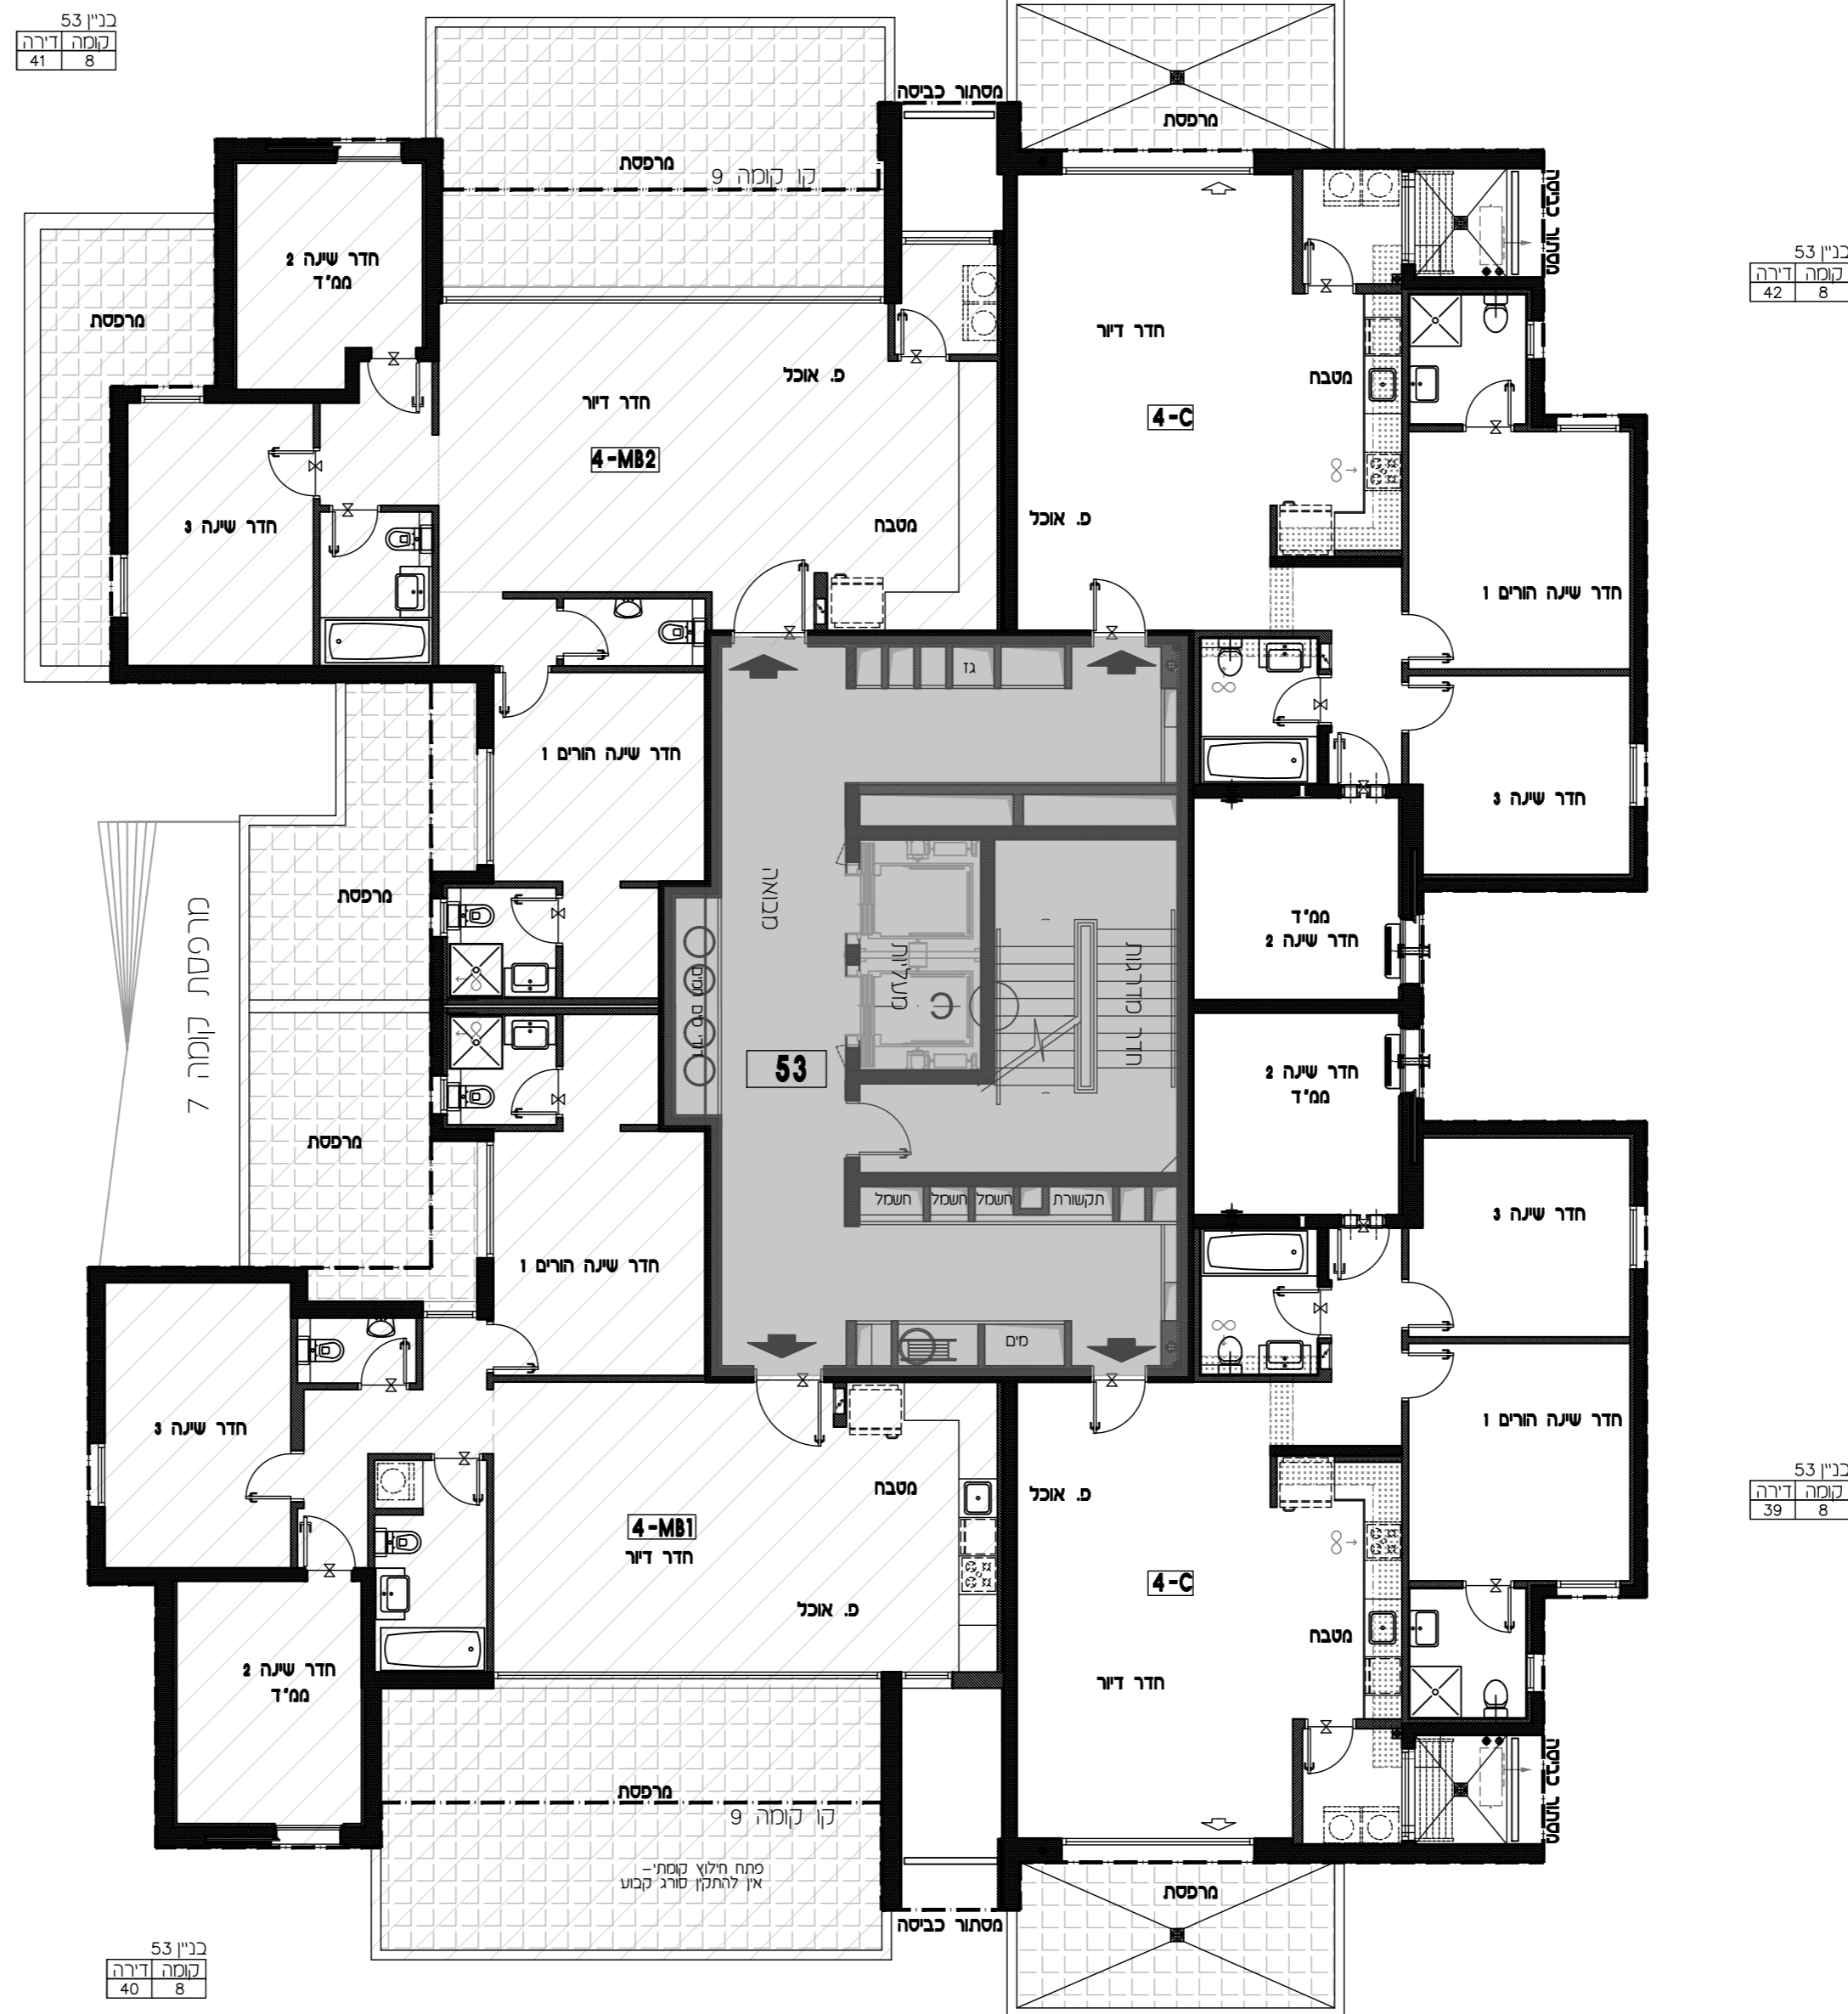 בניין 53
קומה דירה
8 41
מרפסת
קו קומה 9
מסתור כביסה
מרפסת
מסתור כביסה
בניין 53
קומה דירה
8 42
חדר שינה 2
ממ"ד
מרפסת
חדר דיור
פ. אוכל
4-MB2
חדר שינה 3
מטבח
חדר דיור
מטבח
4-C
פ. אוכל
חדר שינה הורים 1
חדר שינה 3
גז
חדר שינה הורים 1
מרפסת
מרפסת קומה 7
מבואה
מעלית
C
חדר מדרגות
53
ממ"ד
חדר שינה 2
חדר שינה 2
ממ"ד
מרפסת
חשמל
חשמל
חשמל
תקשורת
חדר שינה הורים 1
מים
חדר שינה 3
חדר שינה 3
חדר שינה הורים 1
מטבח
4-MB1
חדר דיור
פ. אוכל
פ. אוכל
4-C
מטבח
חדר דיור
חדר שינה 2
ממ"ד
בניין 53
קומה דירה
8 39
מרפסת
קו קומה 9
פתח חילוץ קומתי-
אין להתקין סורג קבוע
מסתור כביסה
מרפסת
מסתור כביסה
בניין 53
קומה דירה
8 40